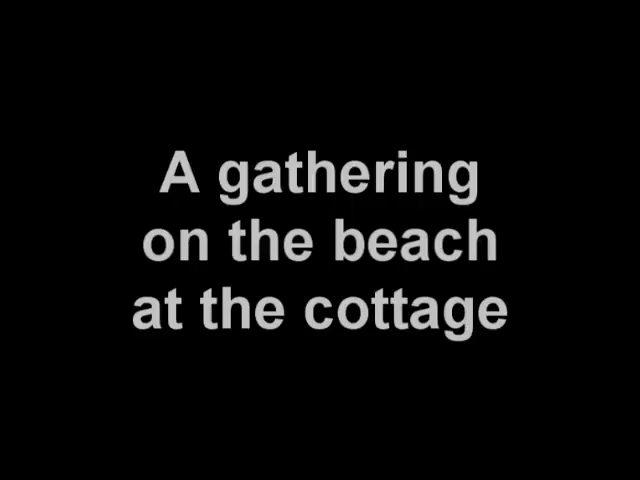 A gathering
on the beach
at the cottage